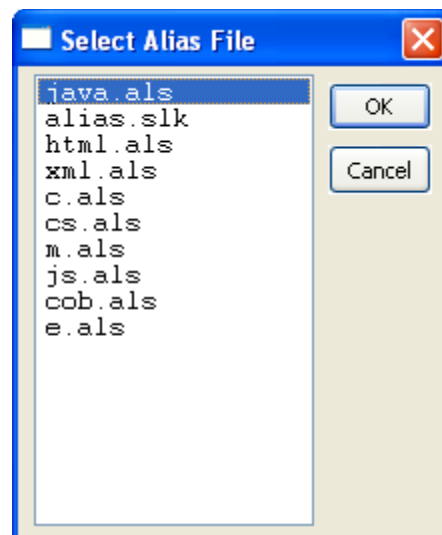 Select Alias File
java.als
alias.slk
html.als
xml.als
c.als
cs.als
m.als
js.als
cob.als
e.als
OK
Cancel